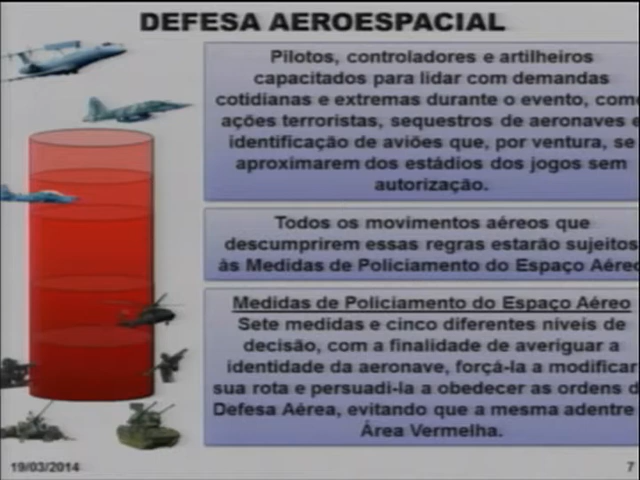 DEFESA AEROESPACIAL
Pilotos, controladores e artilheiros
capacitados para lidar com demandas
cotidianas e extremas durante o evento, com
ações terroristas, sequestros de aeronaves e
identificação de aviões que, por ventura, se
aproximarem dos estádios dos jogos sem
autorização.
Todos os movimentos aéreos que
descumprirem essas regras estarão sujeitos
às Medidas de Policiamento do Espaço Aére
Medidas de Policiamento do Espaço Aéreo
Sete medidas e cinco diferentes níveis de
decisão, com a finalidade de averiguar a
identidade da aeronave, forçá-la a modificar
sua rota e persuadi-la a obedecer as ordens d
Defesa Aérea, evitando que a mesma adentre
Área Vermelha.
19/03/2014
7